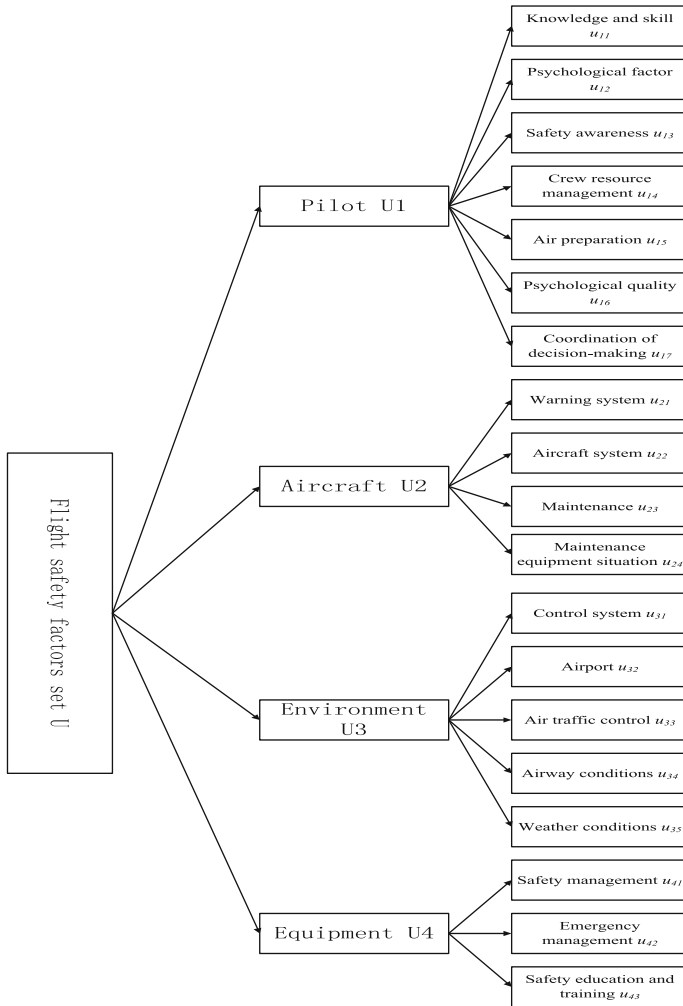 Knowledge and skill
u11
Psychological factor
u12
Safety awareness u13
Crew resource
management u14
Pilot U1
Air preparation u15
Psychological quality
u16
Coordination of
decision-making u17
Warning system u21
Aircraft system u22
Aircraft U2
Maintenance u23
Maintenance
equipment situation u24
Flight safety factors set U
Control system u31
Airport u32
Environment
U3
Air traffic control u33
Airway conditions u34
Weather conditions u35
Safety management u41
Equipment U4
Emergency
management u42
Safety education and
training u43